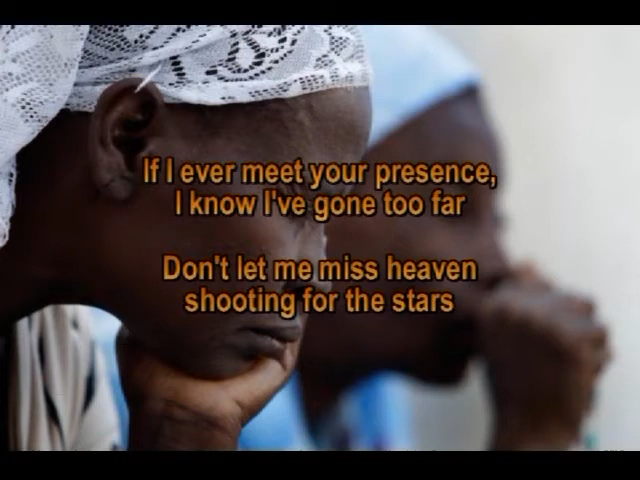 If I ever meet your presence,
I know I've gone too far
Don't let me miss heaven
shooting for the stars